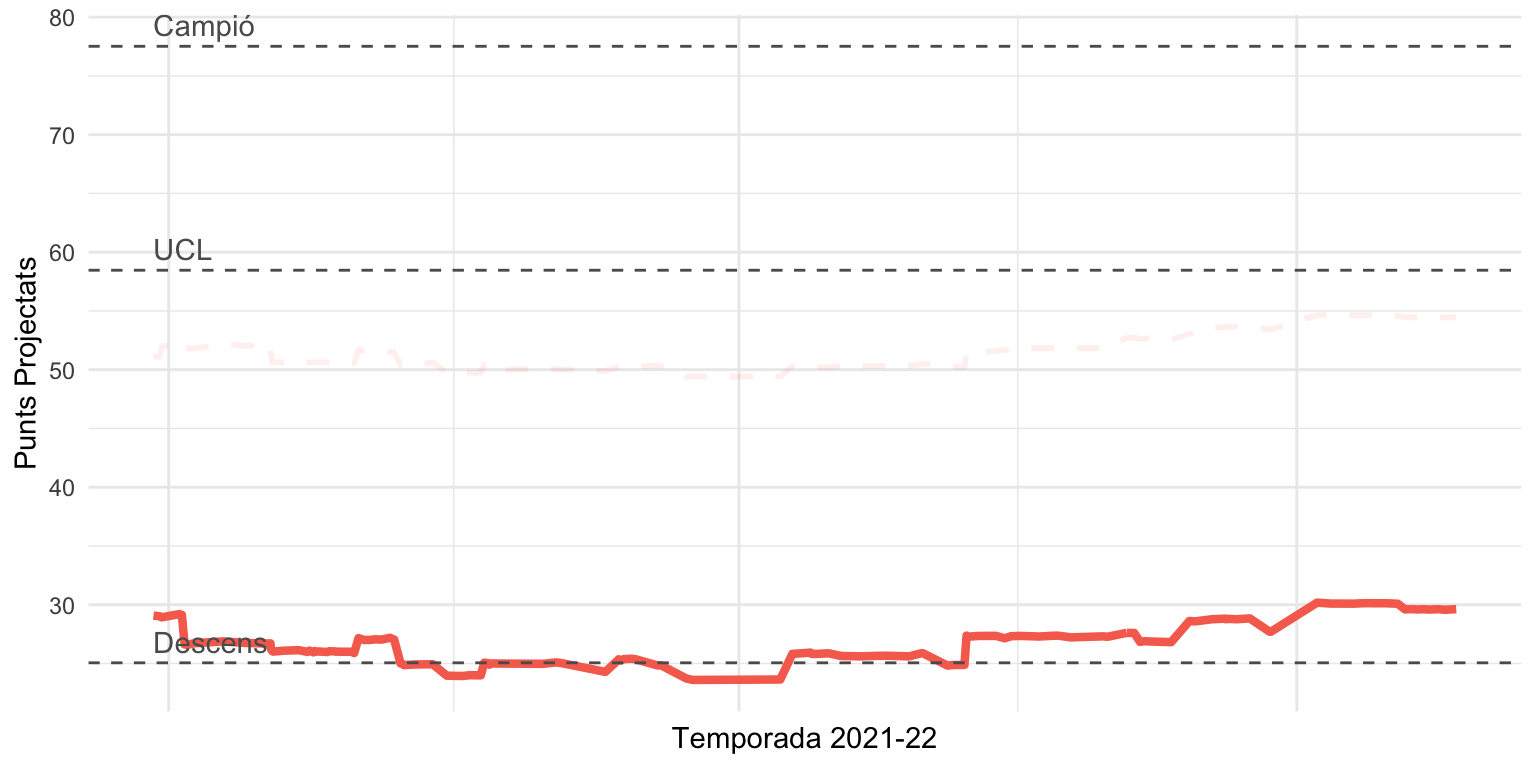 80
Campió
70
60
UCL
50
40
30
Descens
Punts Projectats
Temporada 2021-22